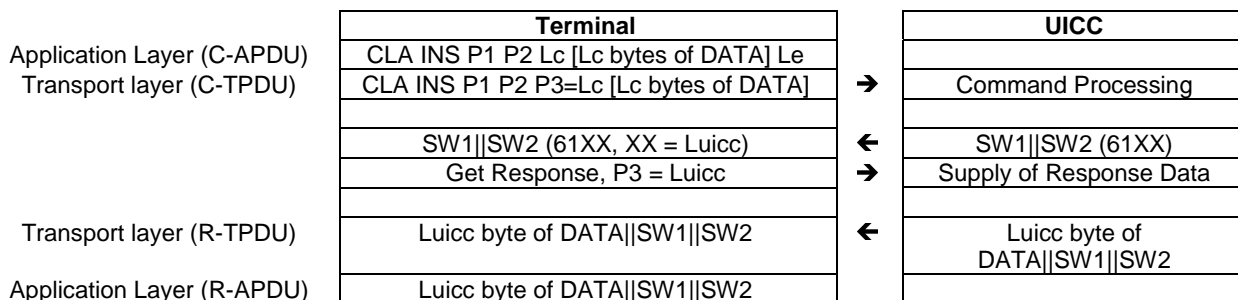 Terminal UICC
Application Layer (C-APDU) CLA INS P1 P2 Lc [Lc bytes of DATA] Le
Transport layer (C-TPDU) CLA INS P1 P2 P3=Lc [Lc bytes of DATA] → Command Processing
SW1||SW2 (61XX, XX = Luicc) ← SW1||SW2 (61XX)
Get Response, P3 = Luicc → Supply of Response Data
Transport layer (R-TPDU) Luicc byte of DATA||SW1||SW2 ← Luicc byte of
DATA||SW1||SW2
Application Layer (R-APDU) Luicc byte of DATA||SW1||SW2